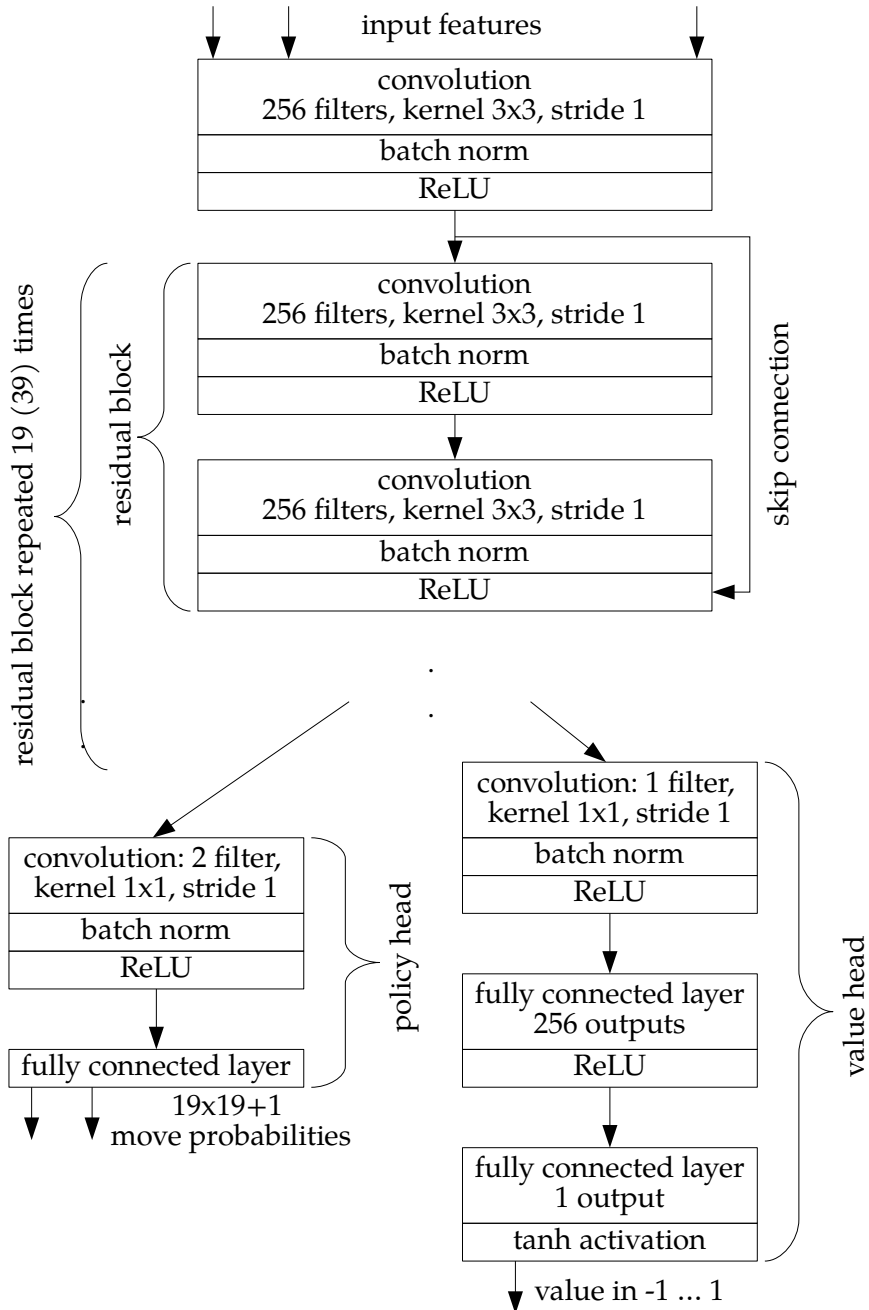 input features
convolution
256 filters, kernel 3x3, stride 1
batch norm
ReLU
residual block repeated 19 (39) times
residual block
convolution
256 filters, kernel 3x3, stride 1
batch norm
ReLU
convolution
256 filters, kernel 3x3, stride 1
batch norm
ReLU
skip connection
convolution: 2 filter,
kernel 1x1, stride 1
batch norm
ReLU
fully connected layer
19x19+1
move probabilities
policy head
convolution: 1 filter,
kernel 1x1, stride 1
batch norm
ReLU
fully connected layer
256 outputs
ReLU
fully connected layer
1 output
tanh activation
value in -1 ... 1
value head